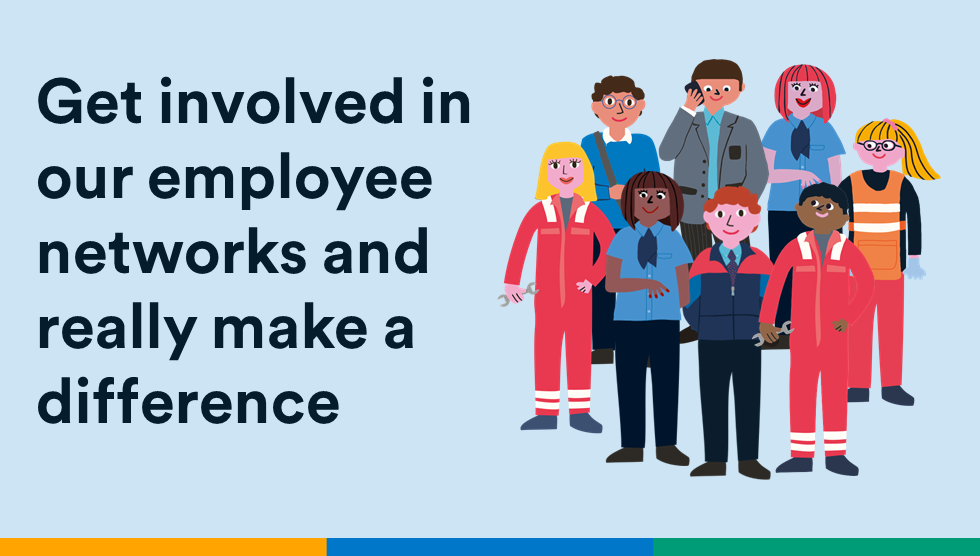 Get involved in
our employee
networks and
really make a
difference